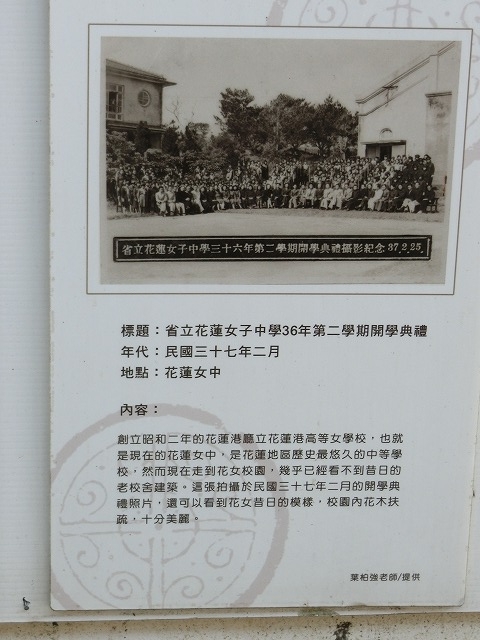 省立花蓮女子中學三十六年第二學期開學典禮攝影紀念 37.2.25.
標題：省立花蓮女子中學36年第二學期開學典禮
年代：民國三十七年二月
地點：花蓮女中
內容：
創立昭和二年的花蓮港廳立花蓮港高等女學校，也就
是現在的花蓮女中，是花蓮地區歷史最悠久的中等學
校，然而現在走到花女校園，幾乎已經看不到昔日的
老校舍建築。這張拍攝於民國三十七年二月的開學典
禮照片，還可以看到花女昔日的模樣，校園內花木扶
疏，十分美麗。
葉柏強老師/提供